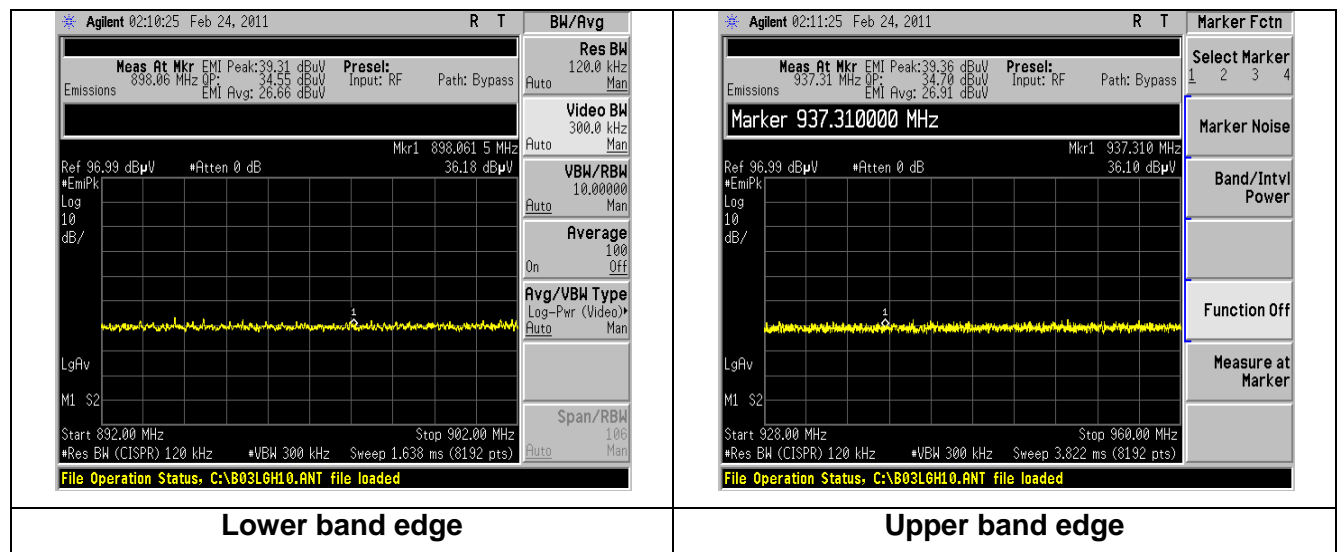 Agilent 02:10:25 Feb 24, 2011 R T
BW/Avg
Meas At Mkr EMI Peak:39.31 dBuV Presel:
898.06 MHz QP: 34.55 dBuV Input: RF Path: Bypass
Emissions EMI Avg: 26.66 dBuV
Mkr1 898.061 5 MHz
Ref 96.99 dBµV #Atten 0 dB 36.18 dBµV
#EmiPk
Log
10
dB/
1
LgAv
M1 S2
Start 892.00 MHz Stop 902.00 MHz
#Res BW (CISPR) 120 kHz #VBW 300 kHz Sweep 1.638 ms (8192 pts)
File Operation Status, C:\B03LGH10.ANT file loaded
Res BW
120.0 kHz
Auto Man
Video BW
300.0 kHz
Auto Man
VBW/RBW
10.00000
Auto Man
Average
100
On Off
Avg/VBW Type
Log-Pwr (Video)
Auto Man
Span/RBW
106
Auto Man
Lower band edge
Agilent 02:11:25 Feb 24, 2011 R T
Marker Fctn
Meas At Mkr EMI Peak:39.36 dBuV Presel:
937.31 MHz QP: 34.70 dBuV Input: RF Path: Bypass
Emissions EMI Avg: 26.91 dBuV
Marker 937.310000 MHz
Mkr1 937.310 MHz
Ref 96.99 dBµV #Atten 0 dB 36.10 dBµV
#EmiPk
Log
10
dB/
1
LgAv
M1 S2
Start 928.00 MHz Stop 960.00 MHz
#Res BW (CISPR) 120 kHz #VBW 300 kHz Sweep 3.822 ms (8192 pts)
File Operation Status, C:\B03LGH10.ANT file loaded
Select Marker
1 2 3 4
Marker Noise
Band/Intvl
Power
Function Off
Measure at
Marker
Upper band edge